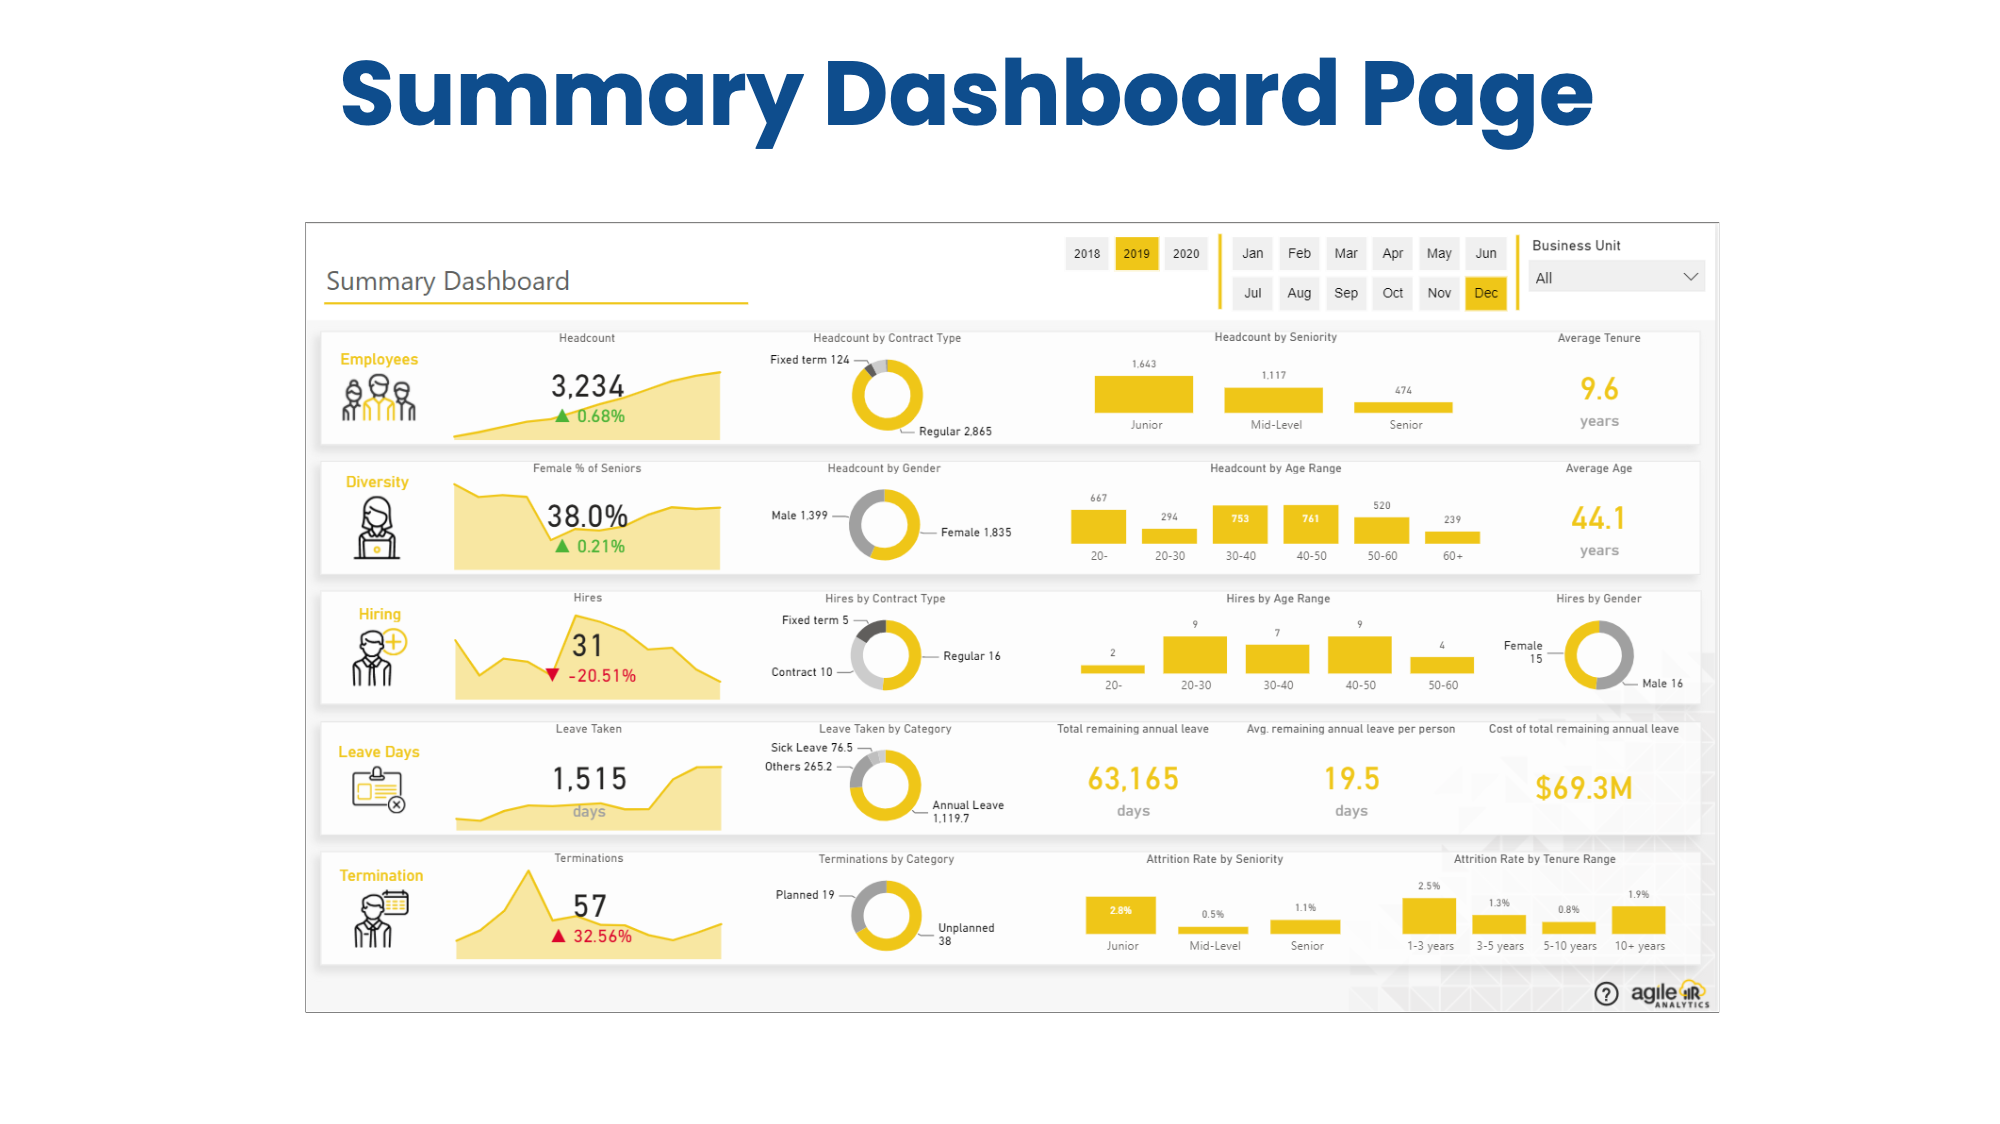 Summary Dashboard Page
Summary Dashboard
2018 2019 2020
Jan Feb Mar Apr May Jun
Jul Aug Sep Oct Nov Dec
Business Unit
All
Employees
Headcount
3,234
▲ 0.68%
Headcount by Contract Type
Fixed term 124
Regular 2,865
Headcount by Seniority
1,643 1,117 474
Junior Mid-Level Senior
Average Tenure
9.6
years
Diversity
Female % of Seniors
38.0%
▲ 0.21%
Headcount by Gender
Male 1,399
Female 1,835
Headcount by Age Range
667 294 753 761 520 239
20- 20-30 30-40 40-50 50-60 60+
Average Age
44.1
years
Hiring
Hires
31
▼ -20.51%
Hires by Contract Type
Fixed term 5
Regular 16
Contract 10
Hires by Age Range
2 9 7 9 4
20- 20-30 30-40 40-50 50-60
Hires by Gender
Female
15
Male 16
Leave Days
Leave Taken
1,515
days
Leave Taken by Category
Sick Leave 76.5
Others 265.2
Annual Leave
1,119.7
Total remaining annual leave
63,165
days
Avg. remaining annual leave per person
19.5
days
Cost of total remaining annual leave
$69.3M
Termination
Terminations
57
▲ 32.56%
Terminations by Category
Planned 19
Unplanned
38
Attrition Rate by Seniority
2.8% 0.5% 1.1%
Junior Mid-Level Senior
Attrition Rate by Tenure Range
2.5% 1.3% 0.8% 1.9%
1-3 years 3-5 years 5-10 years 10+ years
?
agile HR
ANALYTICS